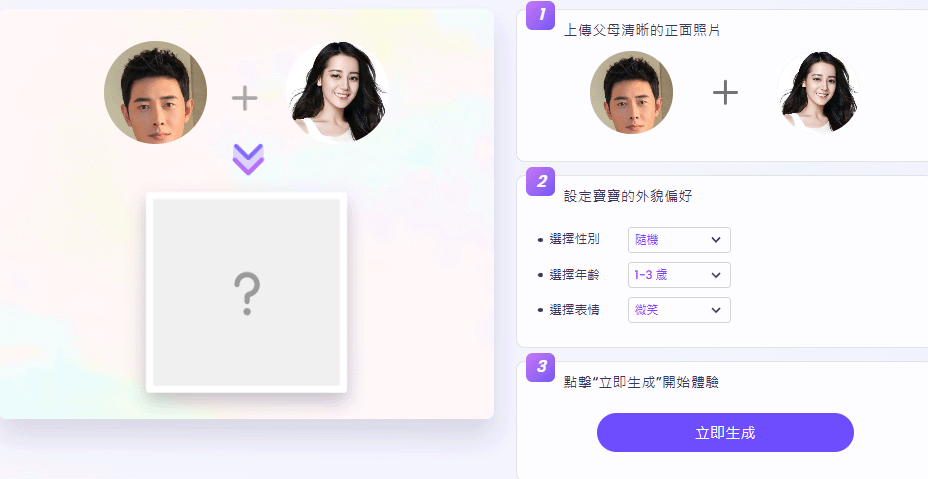 1
上傳父母清晰的正面照片
2
設定寶寶的外貌偏好
選擇性別 隨機
選擇年齡 1-3 歲
選擇表情 微笑
3
點擊“立即生成”開始體驗
立即生成
?